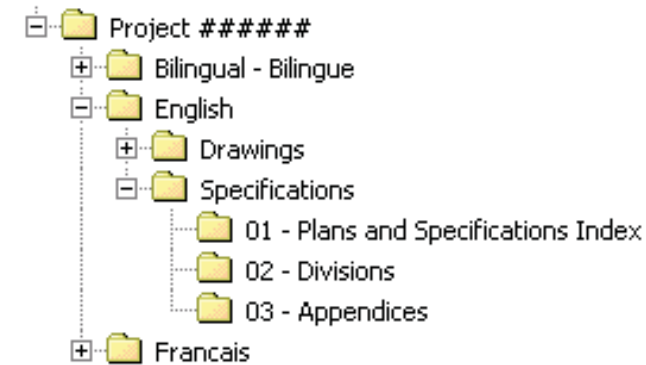 Project ######
Bilingual - Bilingue
English
Drawings
Specifications
01 - Plans and Specifications Index
02 - Divisions
03 - Appendices
Francais